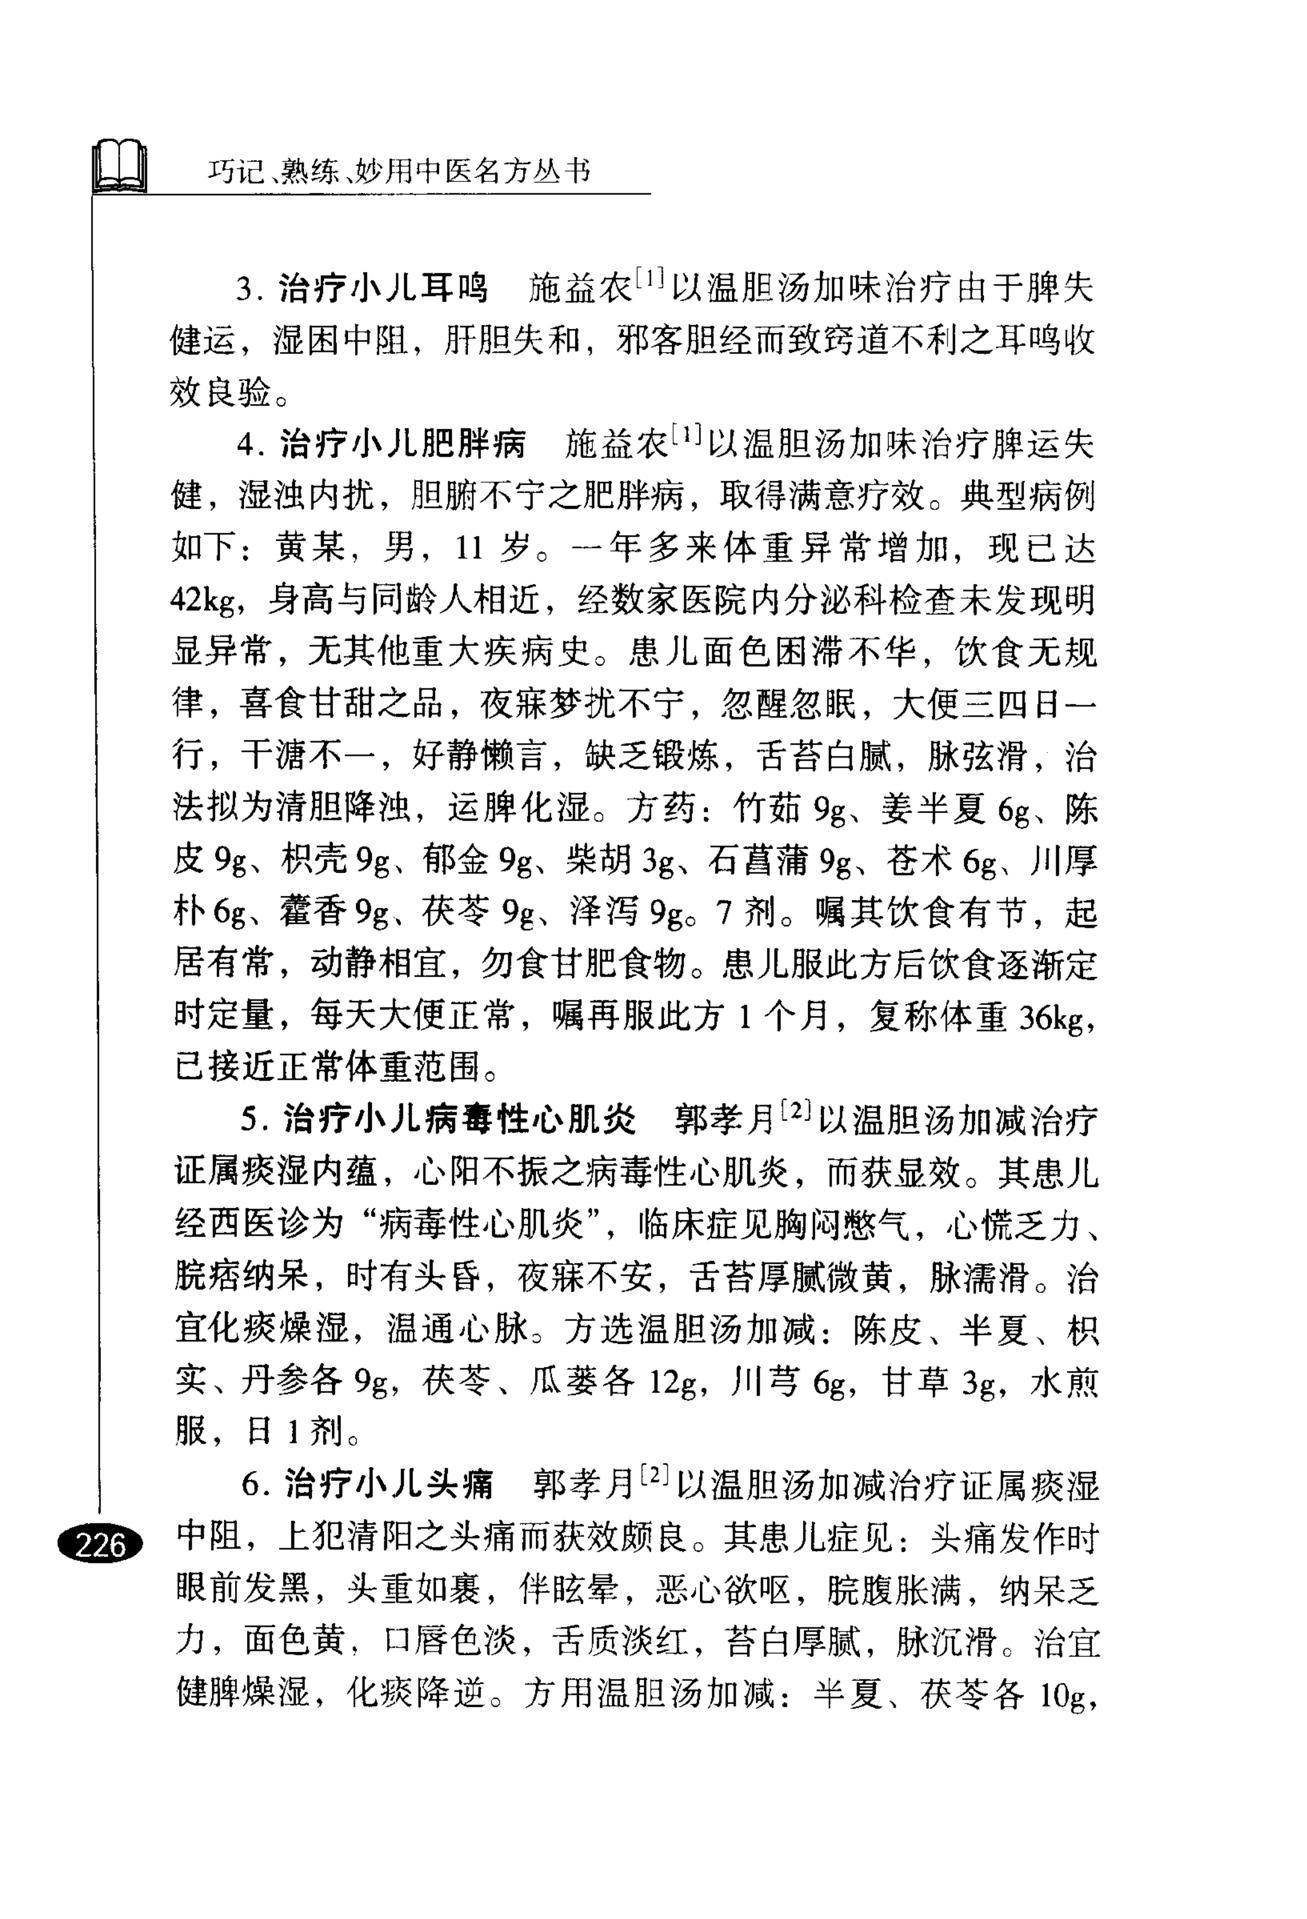 巧记、熟练、妙用中医名方丛书
3. 治疗小儿耳鸣 施益农[1]以温胆汤加味治疗由于脾失
健运，湿困中阻，肝胆失和，邪客胆经而致窍道不利之耳鸣收
效良验。
4. 治疗小儿肥胖病 施益农[1]以温胆汤加味治疗脾运失
健，湿浊内扰，胆腑不宁之肥胖病，取得满意疗效。典型病例
如下：黄某，男，11 岁。一年多来体重异常增加，现已达
42kg，身高与同龄人相近，经数家医院内分泌科检查未发现明
显异常，无其他重大疾病史。患儿面色困滞不华，饮食无规
律，喜食甘甜之品，夜寐梦扰不宁，忽醒忽眠，大便三四日一
行，干溏不一，好静懒言，缺乏锻炼，舌苔白腻，脉弦滑，治
法拟为清胆降浊，运脾化湿。方药：竹茹 9g、姜半夏 6g、陈
皮 9g、枳壳 9g、郁金 9g、柴胡 3g、石菖蒲 9g、苍术 6g、川厚
朴 6g、藿香 9g、茯苓 9g、泽泻 9g。7 剂。嘱其饮食有节，起
居有常，动静相宜，勿食甘肥食物。患儿服此方后饮食逐渐定
时定量，每天大便正常，嘱再服此方 1 个月，复称体重 36kg，
已接近正常体重范围。
5. 治疗小儿病毒性心肌炎 郭孝月[2]以温胆汤加减治疗
证属痰湿内蕴，心阳不振之病毒性心肌炎，而获显效。其患儿
经西医诊为“病毒性心肌炎”，临床症见胸闷憋气，心慌乏力、
脘痞纳呆，时有头昏，夜寐不安，舌苔厚腻微黄，脉濡滑。治
宜化痰燥湿，温通心脉。方选温胆汤加减：陈皮、半夏、枳
实、丹参各 9g，茯苓、瓜蒌各 12g，川芎 6g，甘草 3g，水煎
服，日 1 剂。
6. 治疗小儿头痛 郭孝月[2]以温胆汤加减治疗证属痰湿
中阻，上犯清阳之头痛而获效颇良。其患儿症见：头痛发作时
眼前发黑，头重如裹，伴眩晕，恶心欲呕，脘腹胀满，纳呆乏
力，面色黄，口唇色淡，舌质淡红，苔白厚腻，脉沉滑。治宜
健脾燥湿，化痰降逆。方用温胆汤加减：半夏、茯苓各 10g，
226